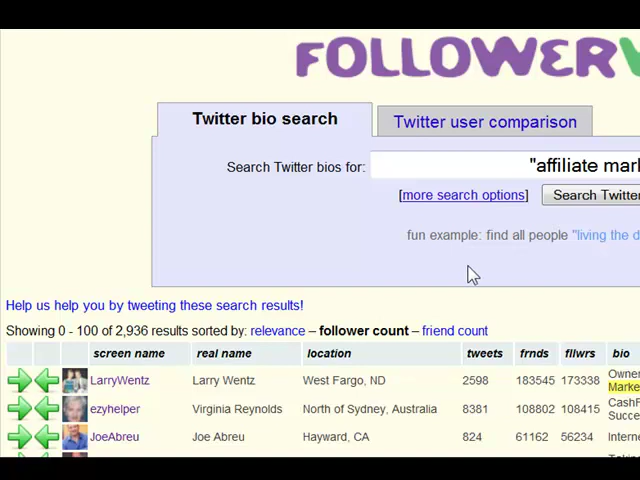 FOLLOWER
Twitter bio search
Twitter user comparison
Search Twitter bios for: "affiliate mark
[more search options] Search Twitter
fun example: find all people "living the d
Help us help you by tweeting these search results!
Showing 0 - 100 of 2,936 results sorted by: relevance – follower count – friend count
screen name real name location tweets frnds fllwrs bio
LarryWentz Larry Wentz West Fargo, ND 2598 183545 173338 Owner
Marke
ezyhelper Virginia Reynolds North of Sydney, Australia 8381 108802 108415 CashF
Succe
JoeAbreu Joe Abreu Hayward, CA 824 61162 56234 Intern